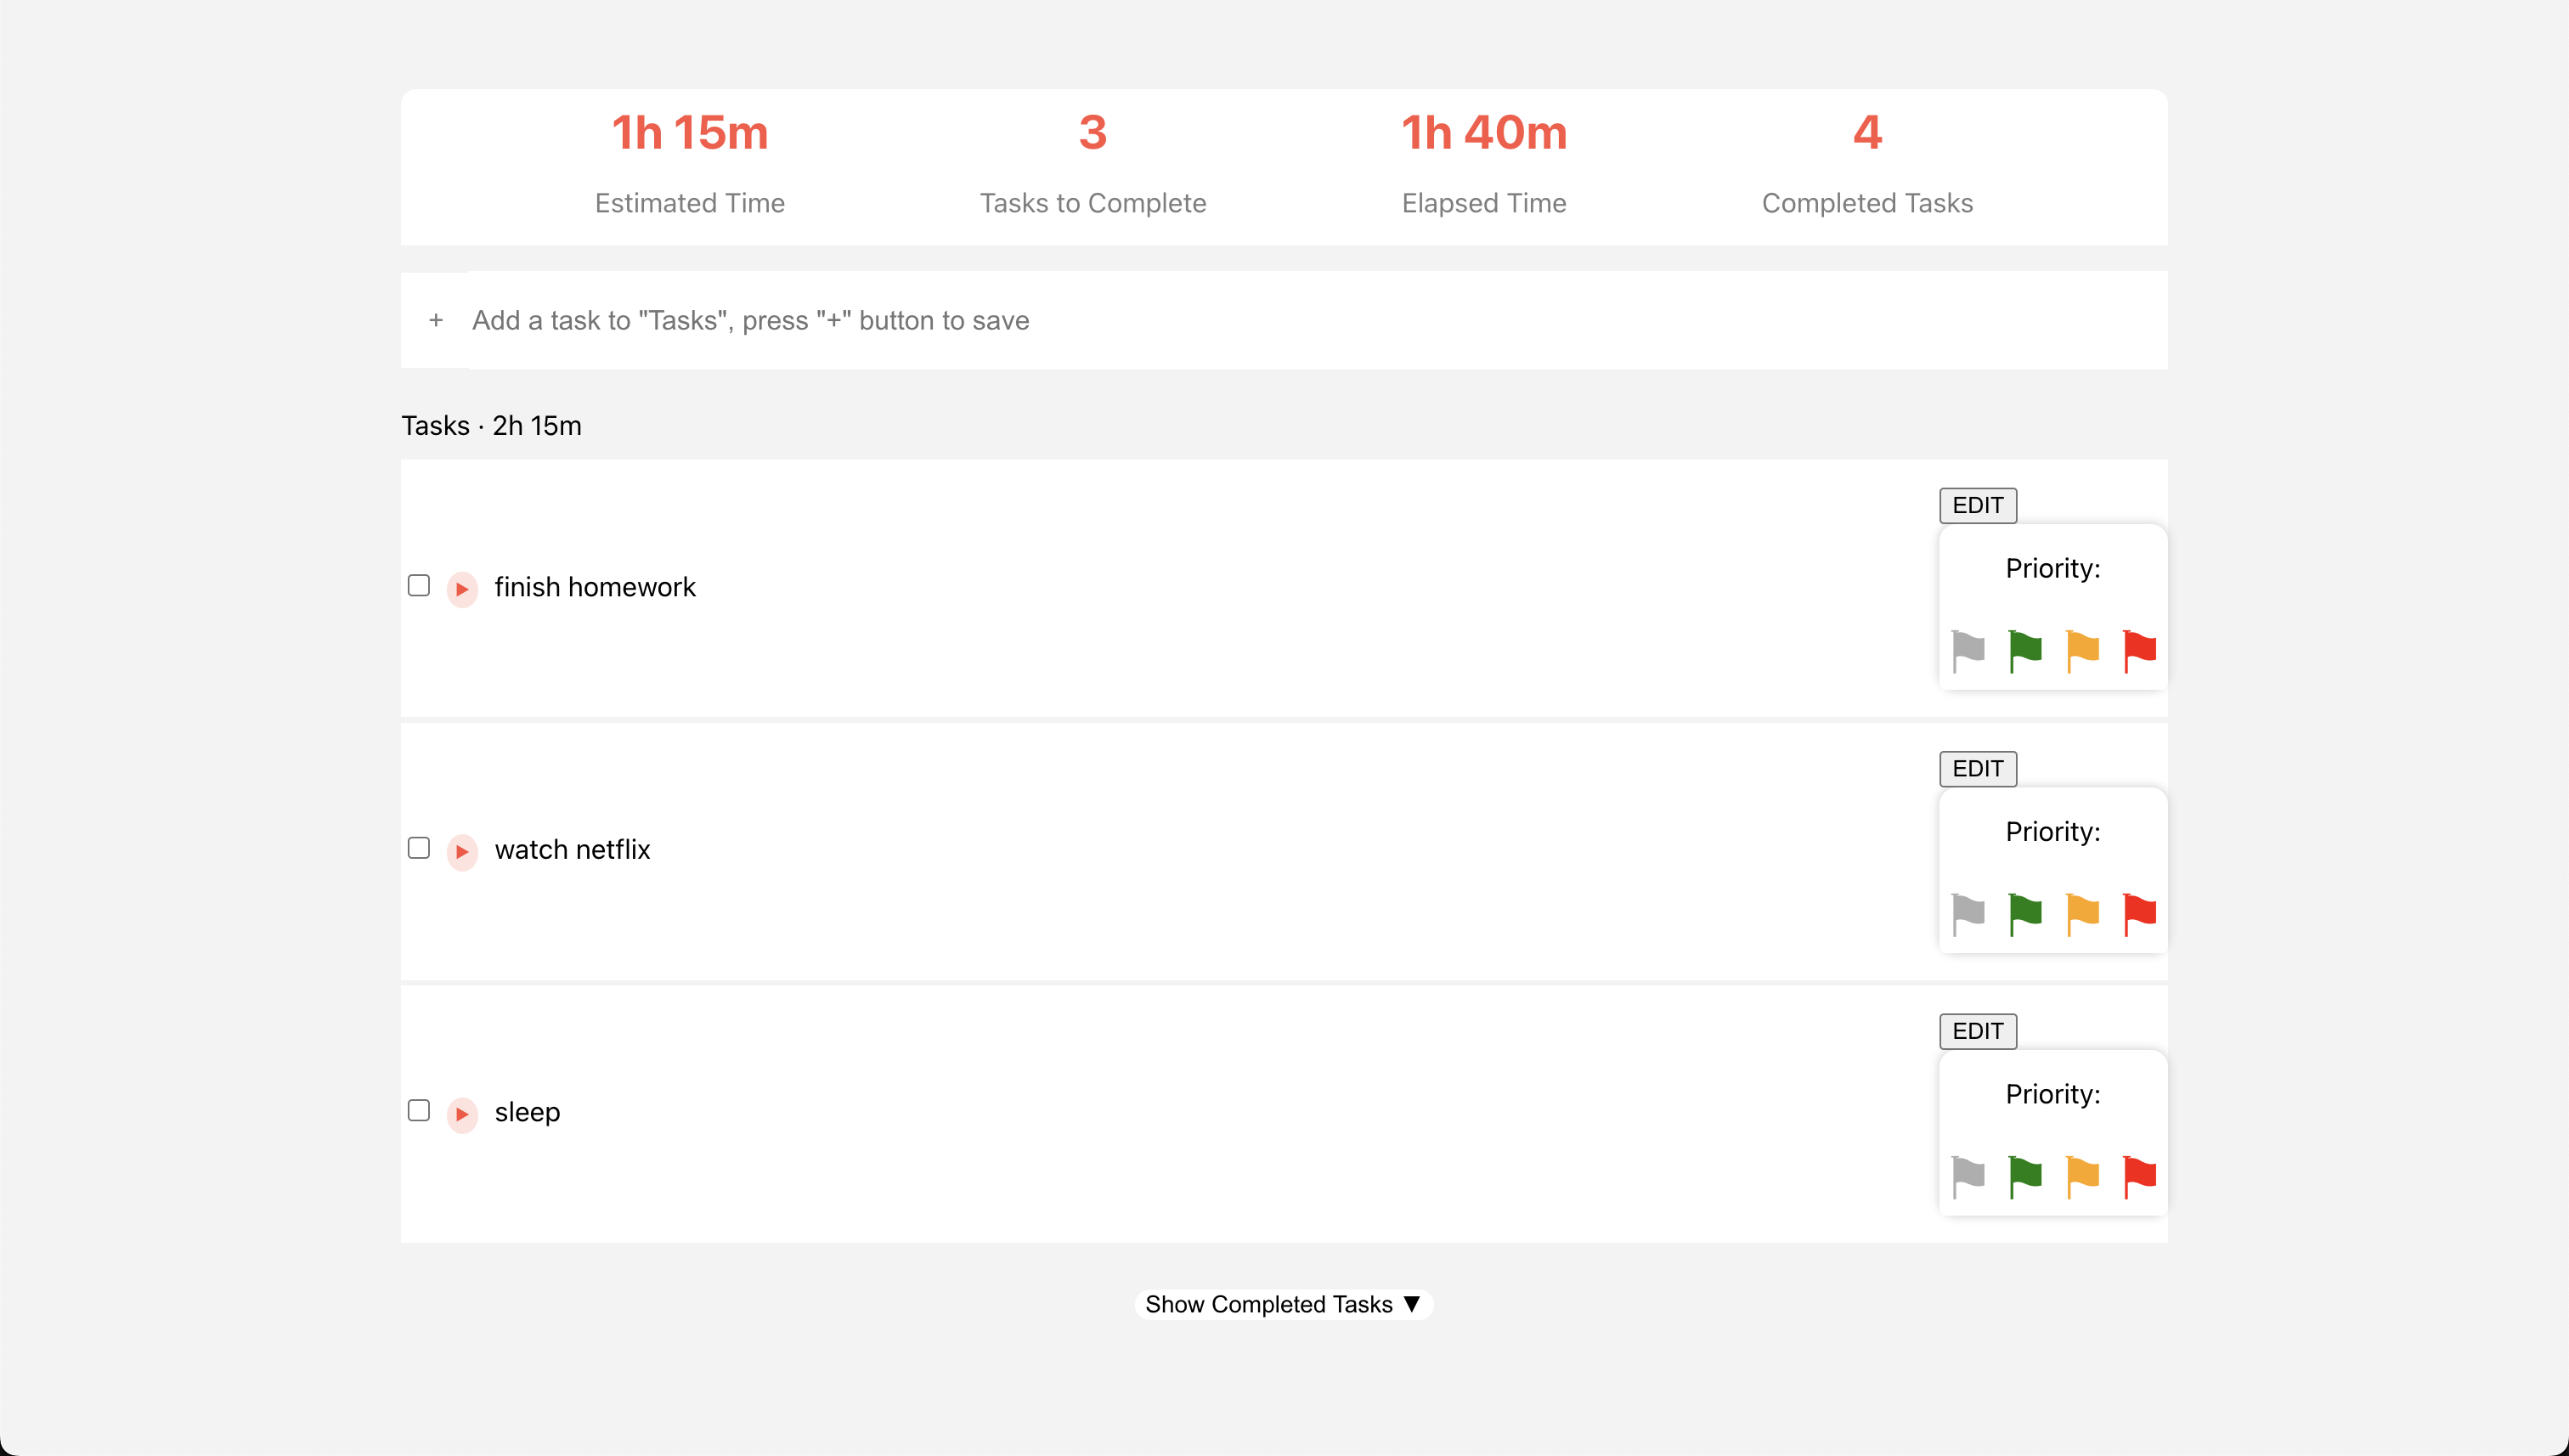 1h 15m 3 1h 40m 4
Estimated Time Tasks to Complete Elapsed Time Completed Tasks
+ Add a task to "Tasks", press "+" button to save
Tasks · 2h 15m
EDIT
Priority:
finish homework
EDIT
Priority:
watch netflix
EDIT
Priority:
sleep
Show Completed Tasks ▼